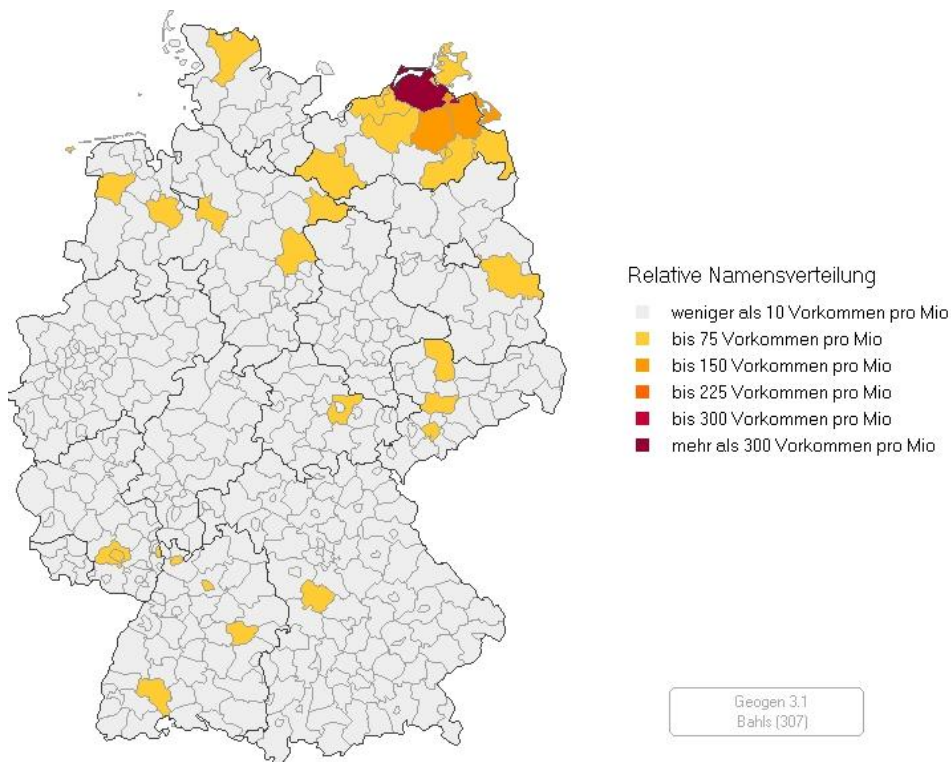 Relative Namensverteilung
weniger als 10 Vorkommen pro Mio
bis 75 Vorkommen pro Mio
bis 150 Vorkommen pro Mio
bis 225 Vorkommen pro Mio
bis 300 Vorkommen pro Mio
mehr als 300 Vorkommen pro Mio
Geogen 3.1
Bahls (307)